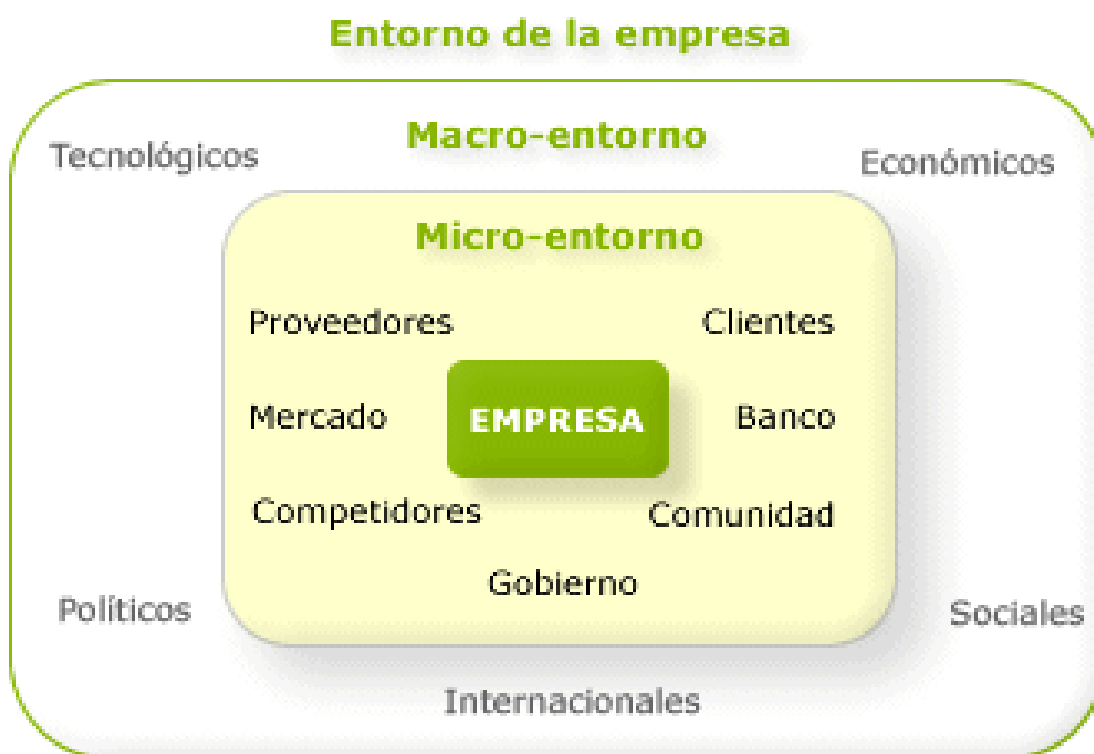 Entorno de la empresa
Macro-entorno
Tecnológicos
Económicos
Micro-entorno
Proveedores
Clientes
Mercado
EMPRESA
Banco
Competidores
Comunidad
Gobierno
Políticos
Sociales
Internacionales